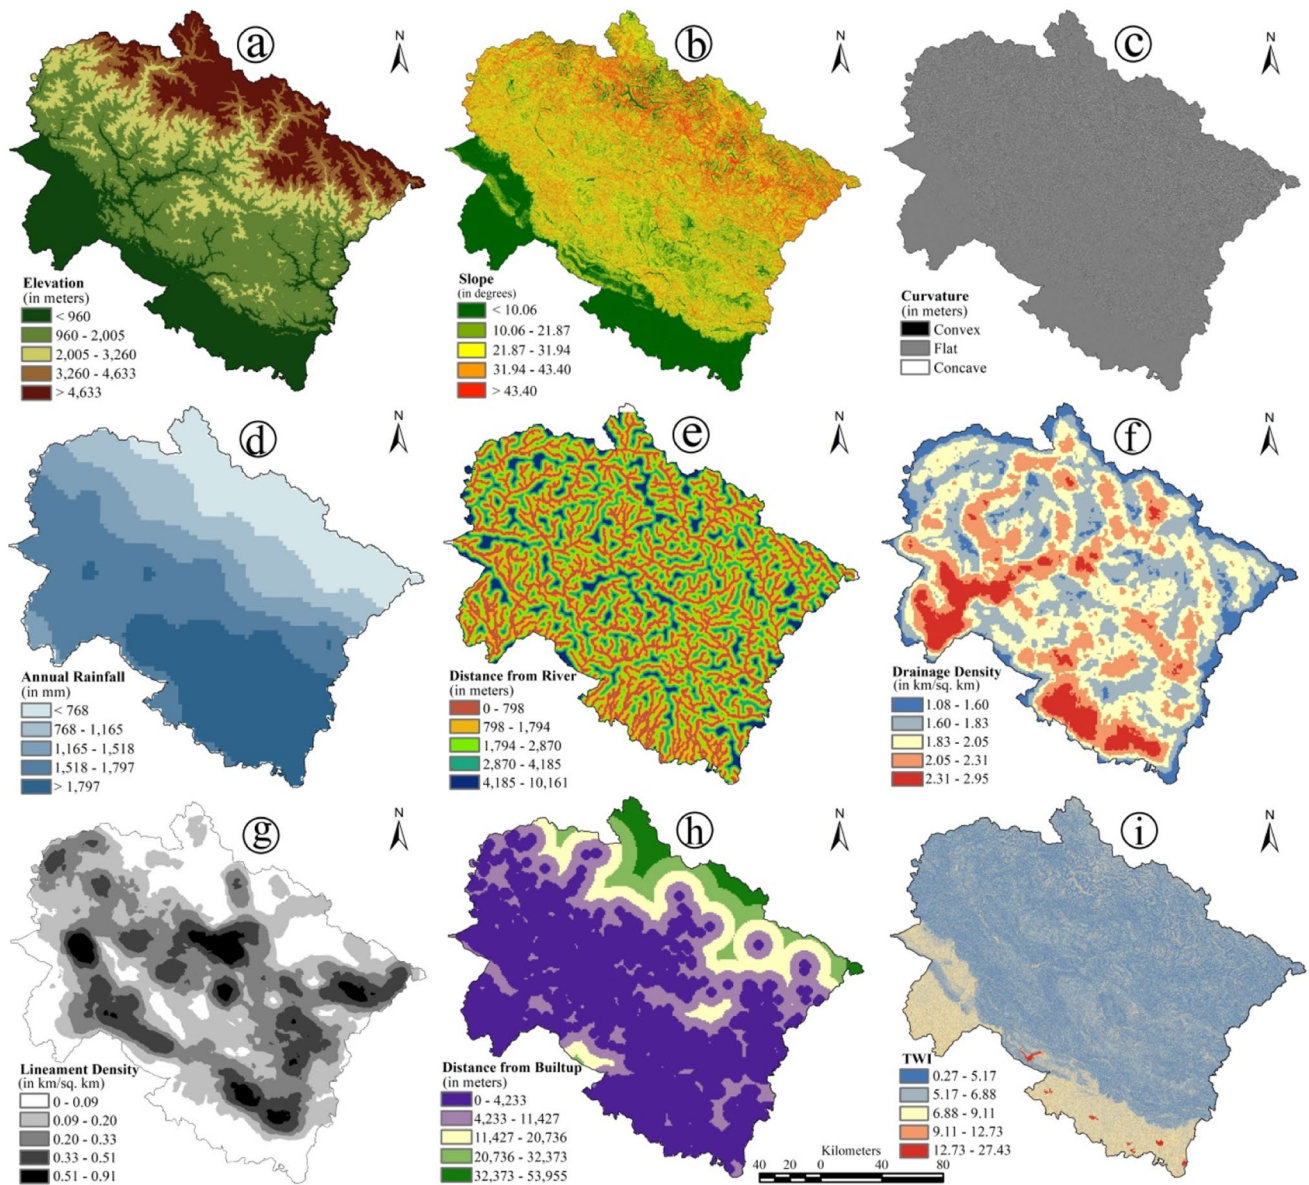 a
N
Elevation
(in meters)
< 960
960 - 2,005
2,005 - 3,260
3,260 - 4,633
> 4,633
b
N
Slope
(in degrees)
< 10.06
10.06 - 21.87
21.87 - 31.94
31.94 - 43.40
> 43.40
c
N
Curvature
(in meters)
Convex
Flat
Concave
d
N
Annual Rainfall
(in mm)
< 768
768 - 1,165
1,165 - 1,518
1,518 - 1,797
> 1,797
e
N
Distance from River
(in meters)
0 - 798
798 - 1,794
1,794 - 2,870
2,870 - 4,185
4,185 - 10,161
f
N
Drainage Density
(in km/sq. km)
1.08 - 1.60
1.60 - 1.83
1.83 - 2.05
2.05 - 2.31
2.31 - 2.95
g
N
Lineament Density
(in km/sq. km)
0 - 0.09
0.09 - 0.20
0.20 - 0.33
0.33 - 0.51
0.51 - 0.91
h
N
Distance from Builtup
(in meters)
0 - 4,233
4,233 - 11,427
11,427 - 20,736
20,736 - 32,373
32,373 - 53,955
i
N
TWI
0.27 - 5.17
5.17 - 6.88
6.88 - 9.11
9.11 - 12.73
12.73 - 27.43
Kilometers
40 20 0 40 80